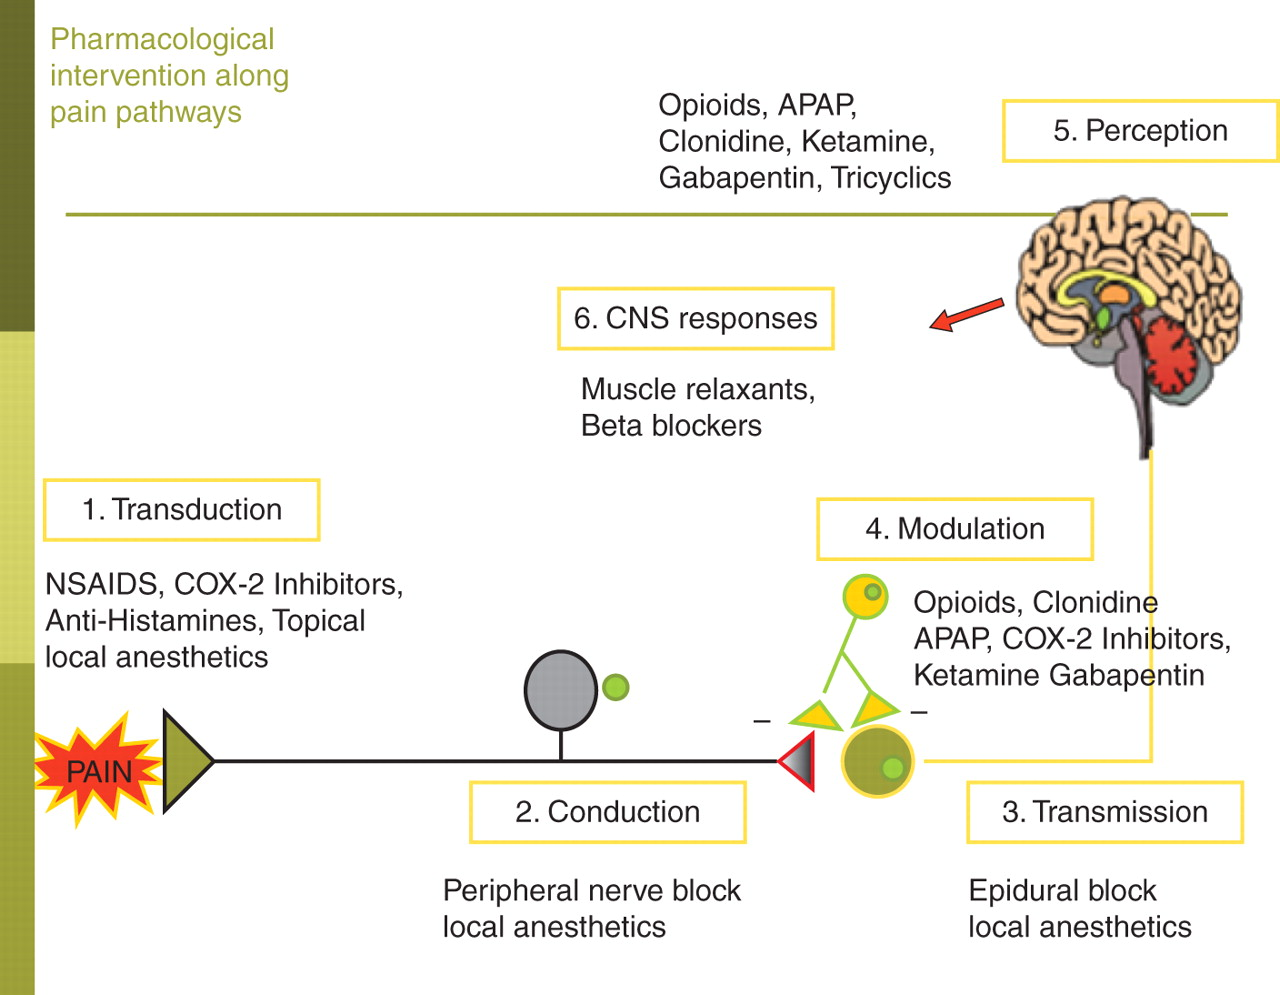 Pharmacological
intervention along
pain pathways
Opioids, APAP,
Clonidine, Ketamine,
Gabapentin, Tricyclics
5. Perception
6. CNS responses
Muscle relaxants,
Beta blockers
1. Transduction
NSAIDS, COX-2 Inhibitors,
Anti-Histamines, Topical
local anesthetics
4. Modulation
Opioids, Clonidine
APAP, COX-2 Inhibitors,
Ketamine Gabapentin
–
–
PAIN
2. Conduction
Peripheral nerve block
local anesthetics
3. Transmission
Epidural block
local anesthetics